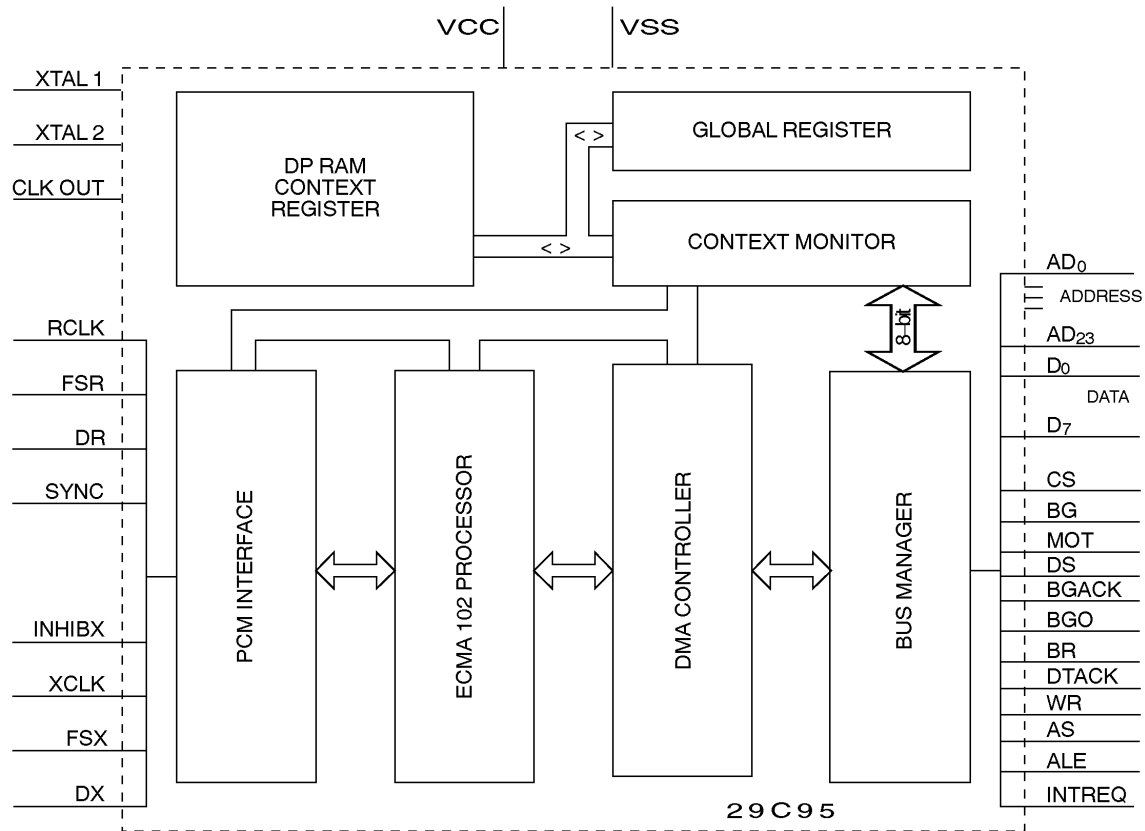 VCC
VSS
XTAL 1
XTAL 2
CLK OUT
DP RAM
CONTEXT
REGISTER
< >
GLOBAL REGISTER
< >
CONTEXT MONITOR
8–bit
RCLK
FSR
DR
SYNC
INHIBX
XCLK
FSX
DX
PCM INTERFACE
ECMA 102 PROCESSOR
DMA CONTROLLER
BUS MANAGER
AD0
ADDRESS
AD23
D0
DATA
D7
CS
BG
MOT
DS
BGACK
BGO
BR
DTACK
WR
AS
ALE
INTREQ
29C95